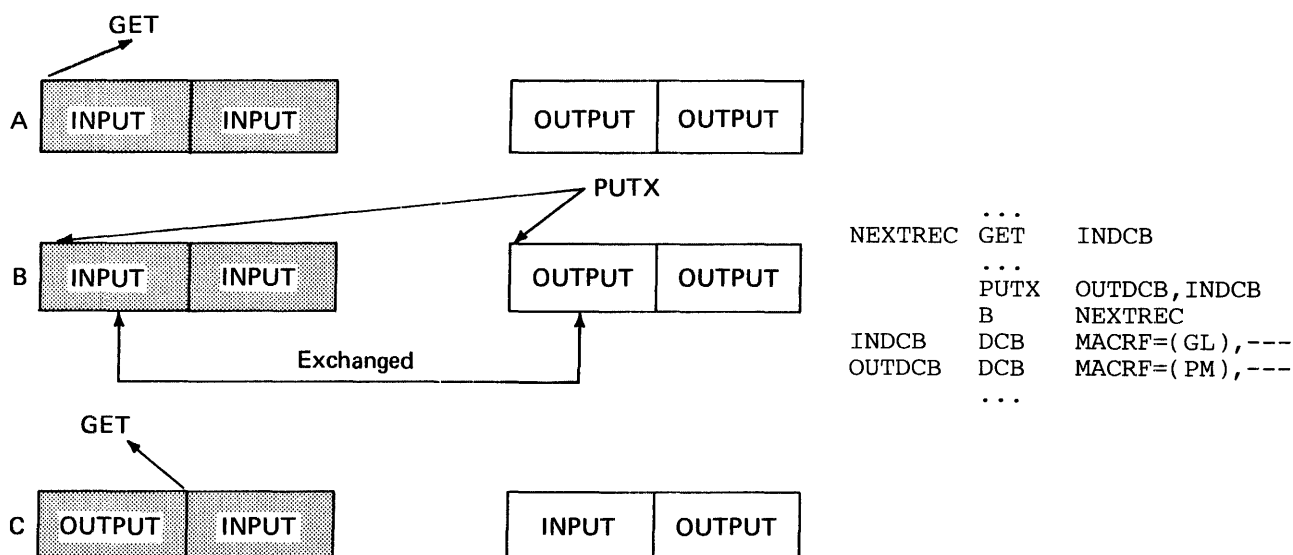 GET
A INPUT INPUT OUTPUT OUTPUT
PUTX
B INPUT INPUT OUTPUT OUTPUT
Exchanged
GET
C OUTPUT INPUT INPUT OUTPUT
...
NEXTREC GET INDCB
...
PUTX OUTDCB,INDCB
B NEXTREC
INDCB DCB MACRF=(GL),---
OUTDCB DCB MACRF=(PM),---
...